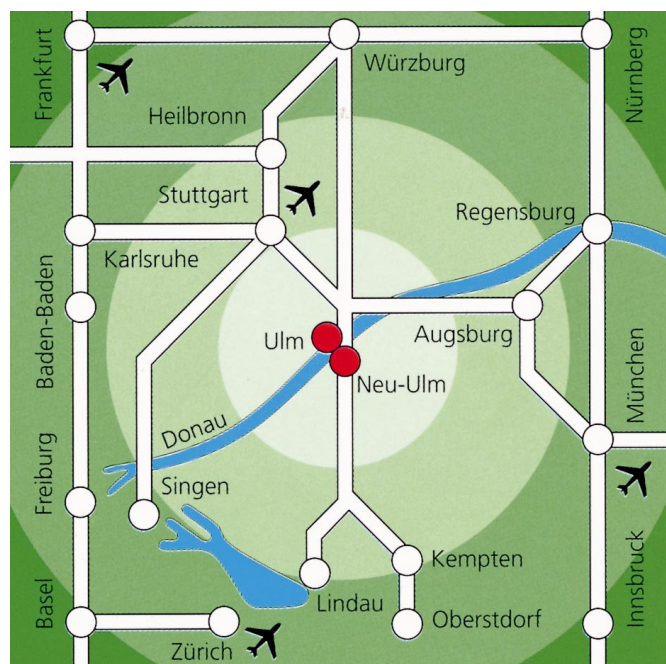 Frankfurt
Würzburg
Nürnberg
Heilbronn
Stuttgart
Regensburg
Karlsruhe
Baden-Baden
Ulm
Augsburg
Neu-Ulm
München
Donau
Freiburg
Singen
Kempten
Innsbruck
Basel
Lindau
Oberstdorf
Zürich